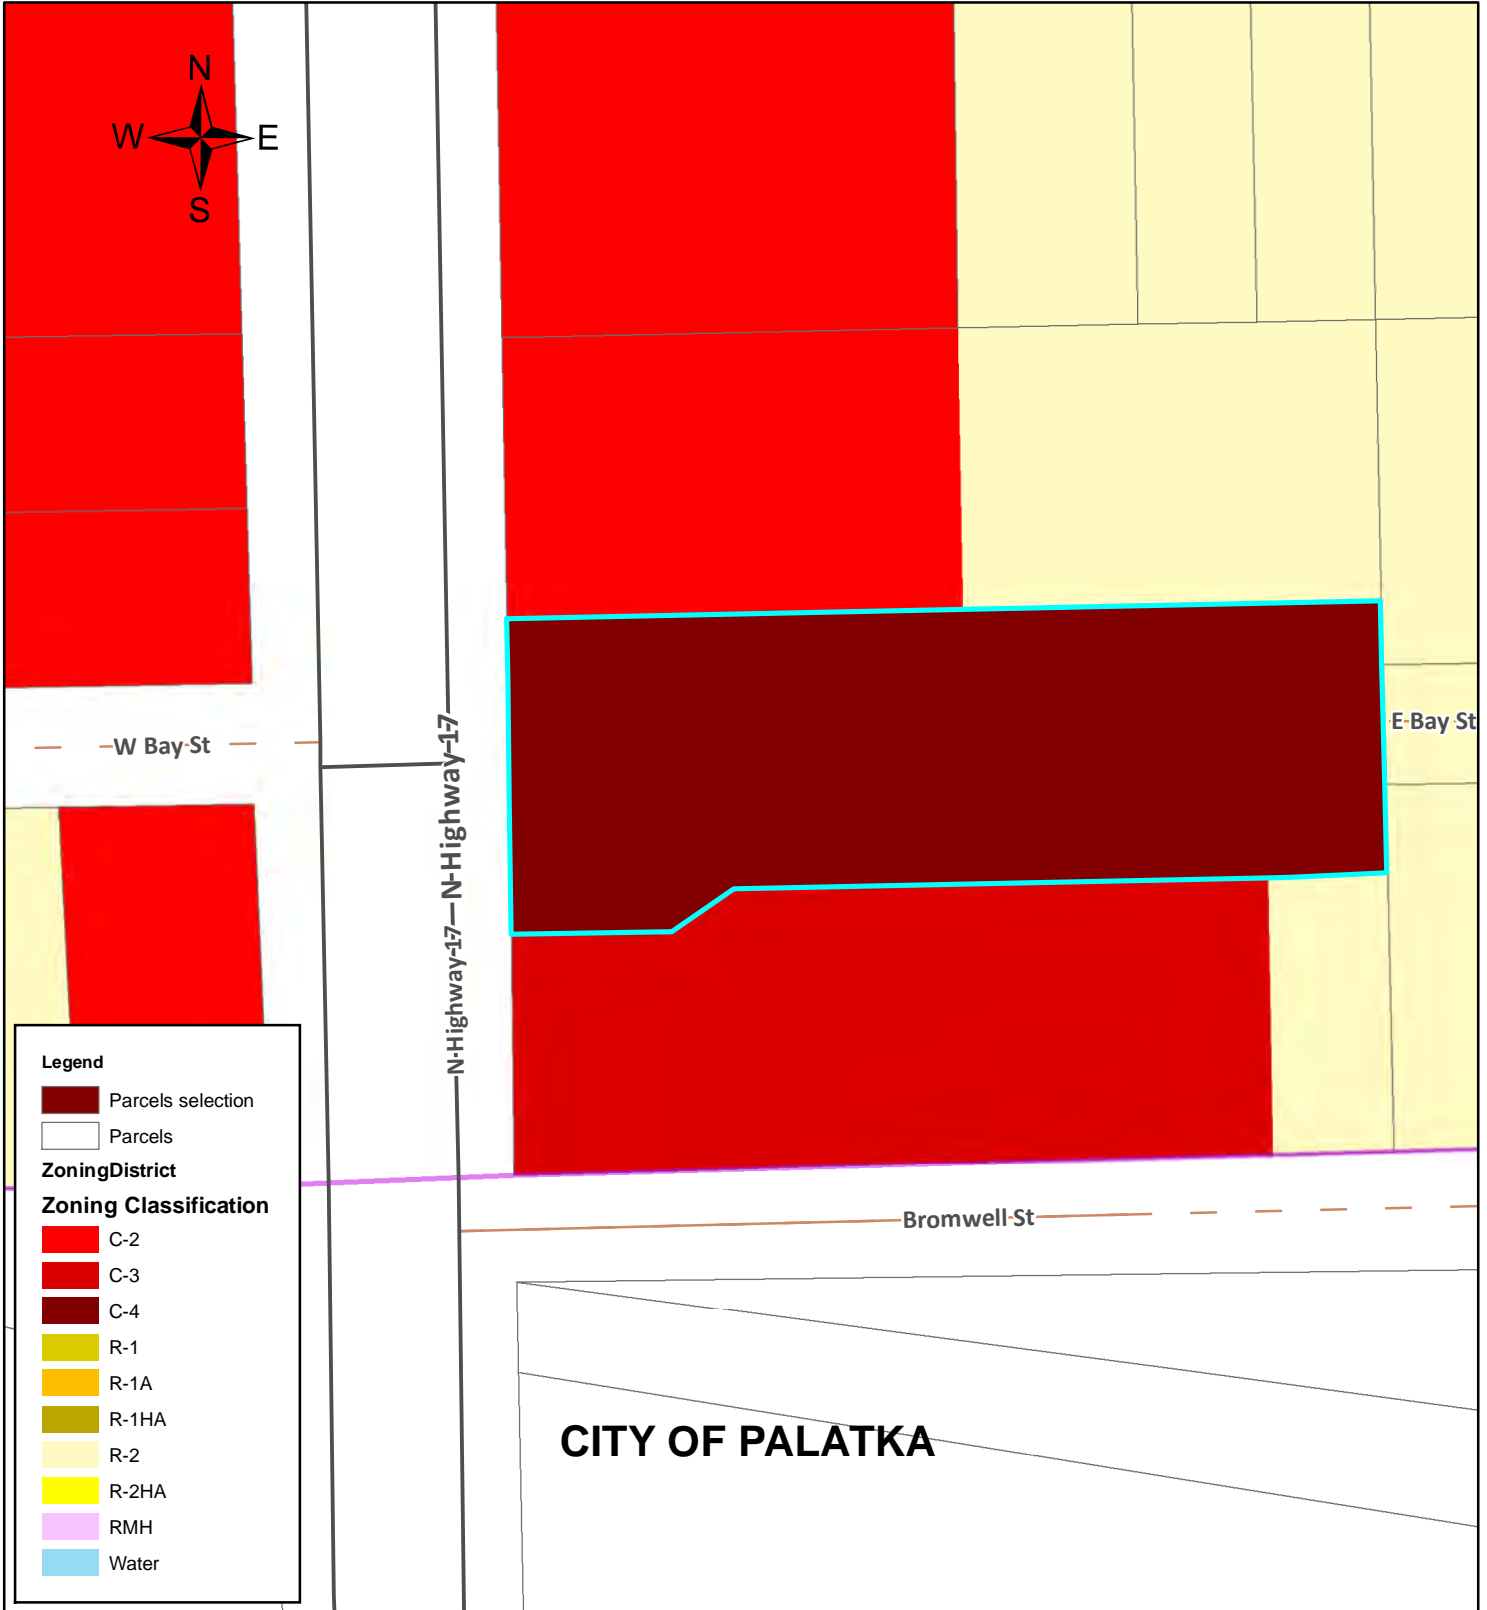 N
W E
S
W Bay St
N Highway 17
N Highway 17
E Bay St
Bromwell St
CITY OF PALATKA
Legend
Parcels selection
Parcels
ZoningDistrict
Zoning Classification
C-2
C-3
C-4
R-1
R-1A
R-1HA
R-2
R-2HA
RMH
Water